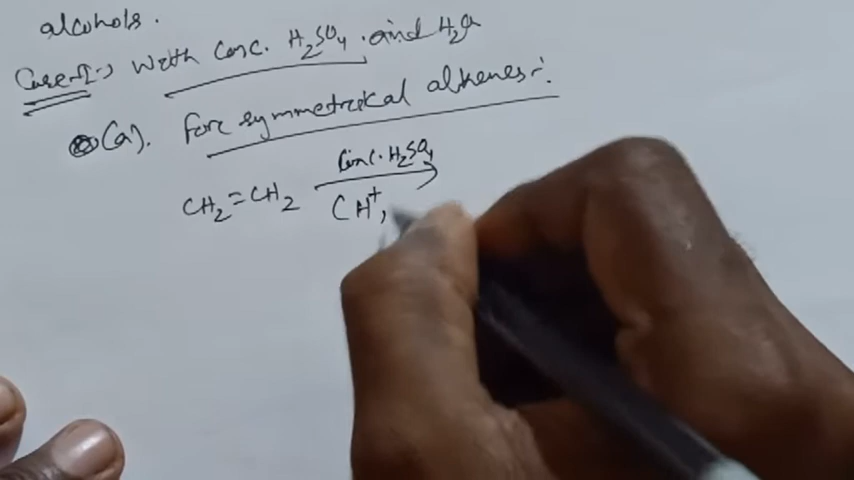 alcohols.
Case-I:-> with Conc. H₂SO₄ and H₂O
(a). For symmetrical alkenes:-
Conc. H₂SO₄
CH₂=CH₂ →
(H⁺,